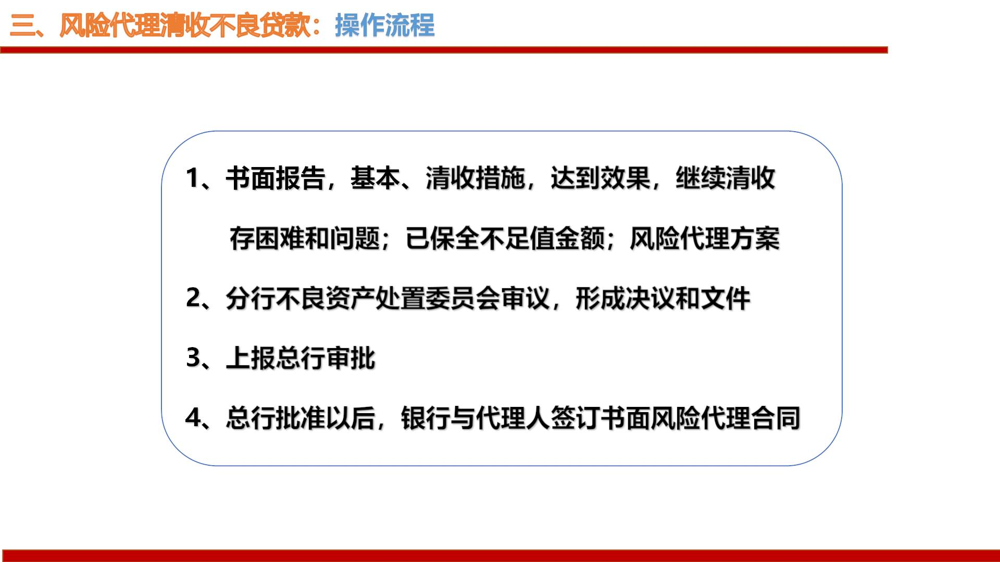 三、风险代理清收不良贷款：操作流程
1、书面报告，基本、清收措施，达到效果，继续清收
存困难和问题；已保全不足值金额；风险代理方案
2、分行不良资产处置委员会审议，形成决议和文件
3、上报总行审批
4、总行批准以后，银行与代理人签订书面风险代理合同